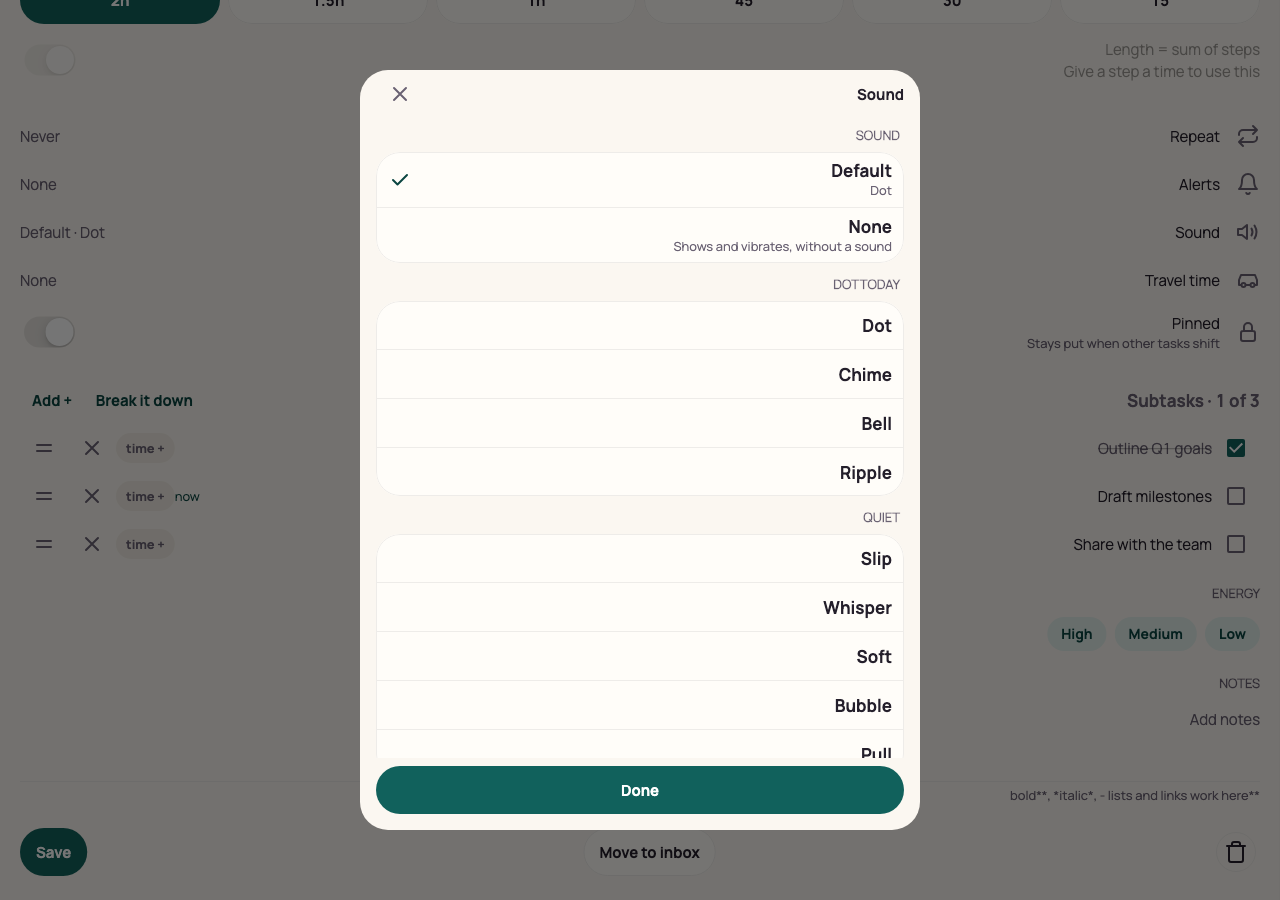 2h
1.5h
1h
45
30
15
Length = sum of steps
Give a step a time to use this
Never
Repeat
None
Alerts
Default · Dot
Sound
None
Travel time
Pinned
Stays put when other tasks shift
Add +
Break it down
Subtasks · 1 of 3
time +
Outline Q1 goals
time +
now
Draft milestones
time +
Share with the team
ENERGY
High
Medium
Low
NOTES
Add notes
bold**, *italic*, - lists and links work here**
Save
Move to inbox
Sound
SOUND
Default
Dot
None
Shows and vibrates, without a sound
DOTTODAY
Dot
Chime
Bell
Ripple
QUIET
Slip
Whisper
Soft
Bubble
Pull
Done